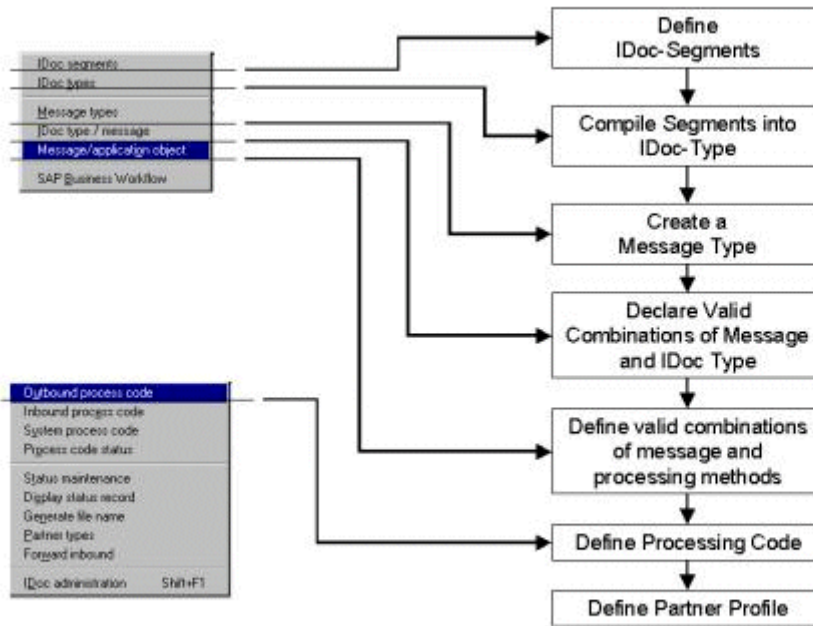 IDoc segments
IDoc types
Message types
IDoc type / message
Message/application object
SAP Business Workflow
Outbound process code
Inbound process code
System process code
Process code status
Status maintenance
Display status record
Generate file name
Partner types
Forward inbound
IDoc administration Shift+F1
Define
IDoc-Segments
Compile Segments into
IDoc-Type
Create a
Message Type
Declare Valid
Combinations of Message
and IDoc Type
Define valid combinations
of message and
processing methods
Define Processing Code
Define Partner Profile